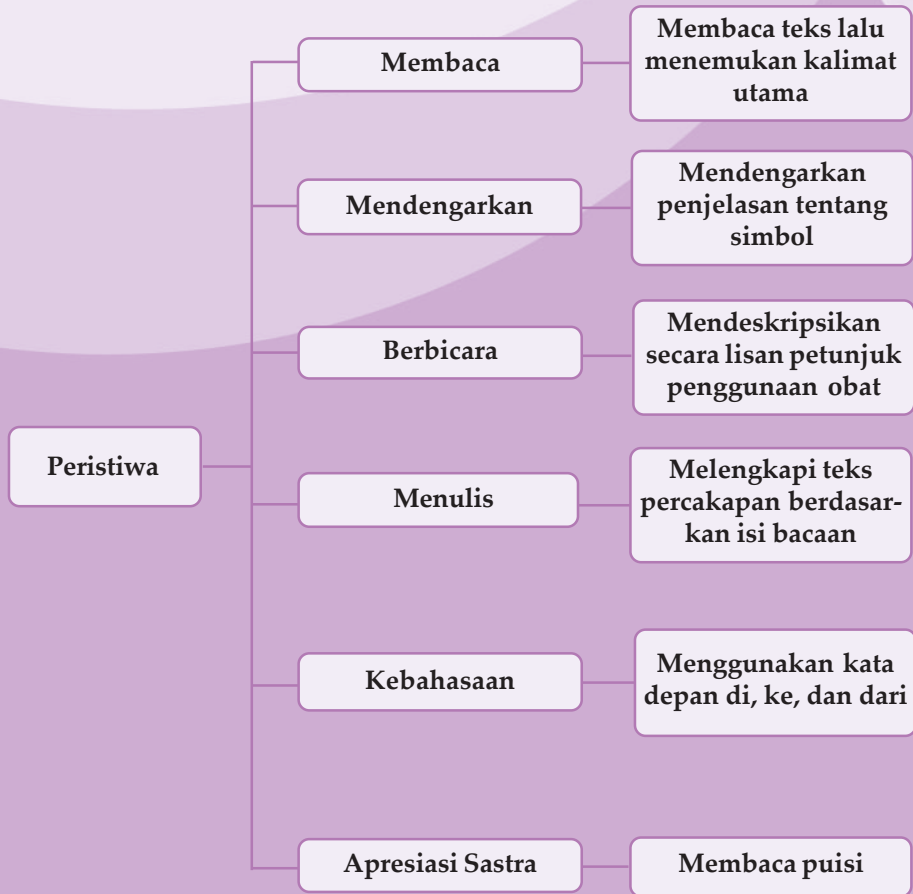 Membaca
Membaca teks lalu
menemukan kalimat
utama
Mendengarkan
Mendengarkan
penjelasan tentang
simbol
Berbicara
Mendeskripsikan
secara lisan petunjuk
penggunaan obat
Peristiwa
Menulis
Melengkapi teks
percakapan berdasar-
kan isi bacaan
Kebahasaan
Menggunakan kata
depan di, ke, dan dari
Apresiasi Sastra
Membaca puisi